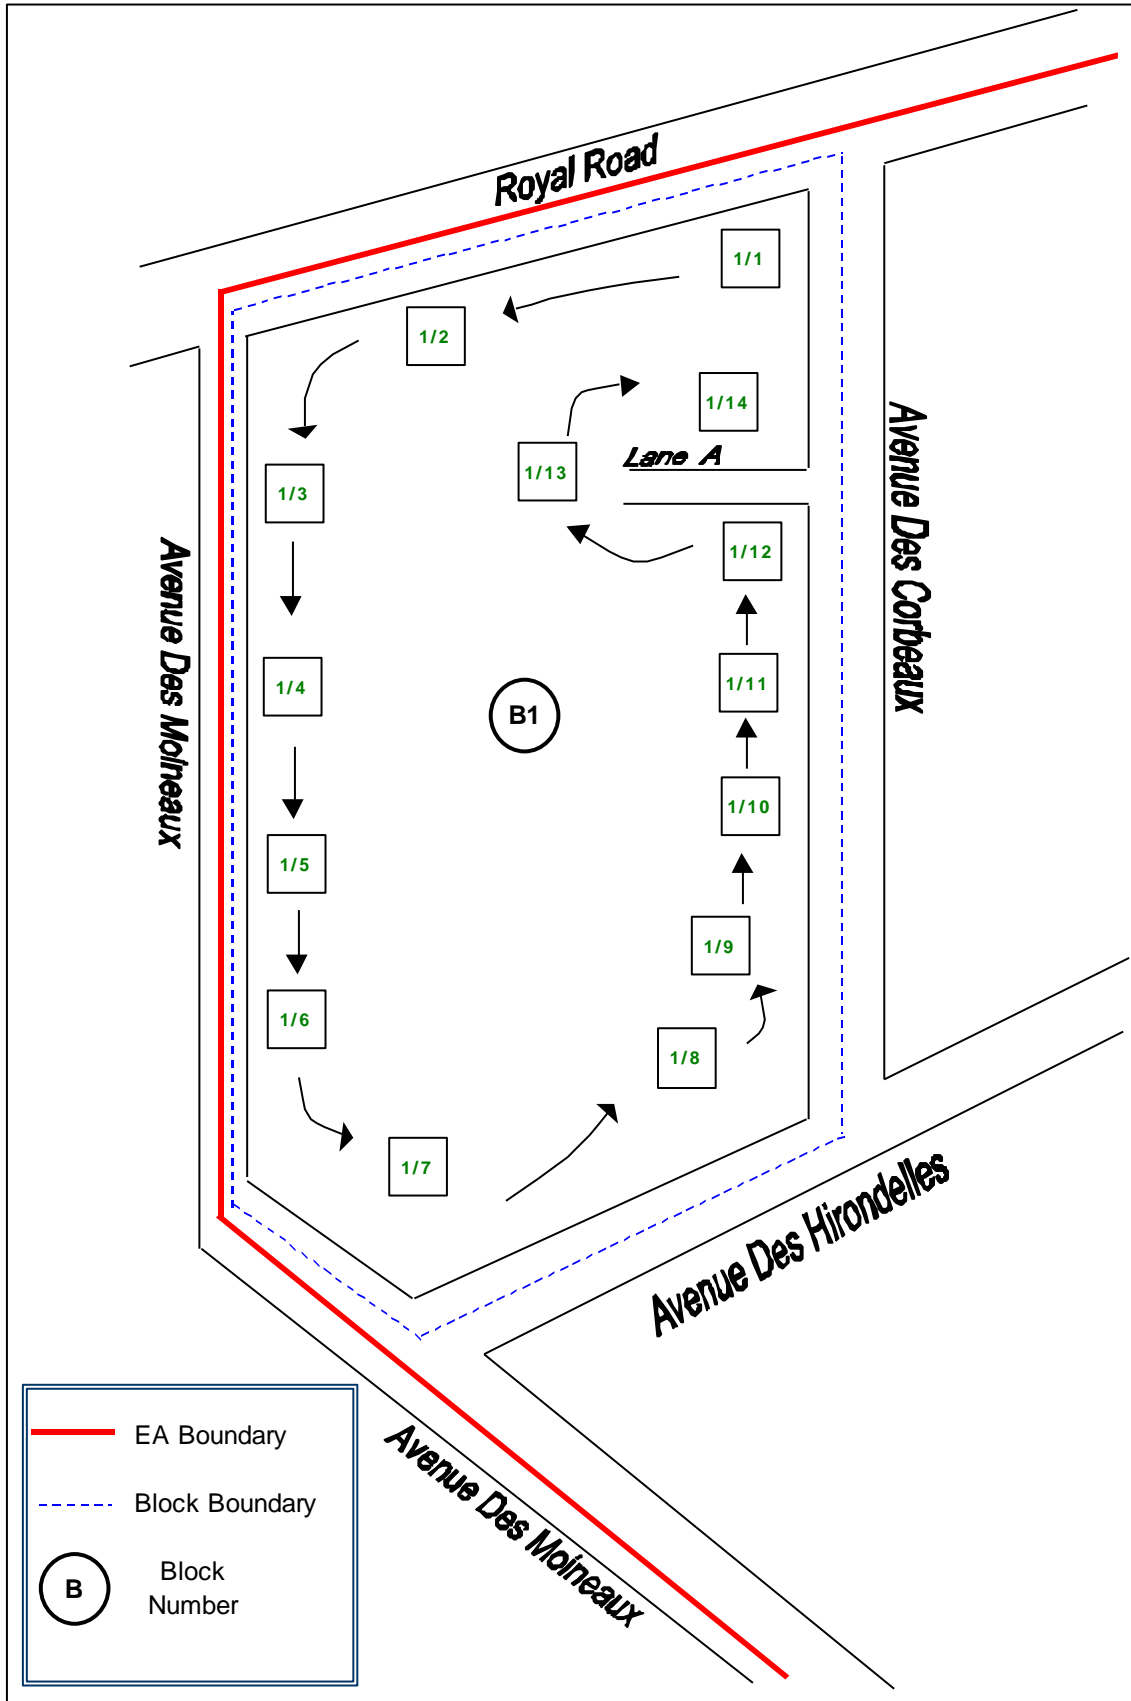 Royal Road
1/1
1/2
1/14
Lane A
1/13
1/3
Avenue Des Corbeaux
1/12
Avenue Des Moineaux
1/4
1/11
B1
1/10
1/5
1/9
1/6
1/8
1/7
Avenue Des Hirondelles
Avenue Des Moineaux
EA Boundary
Block Boundary
B
Block
Number